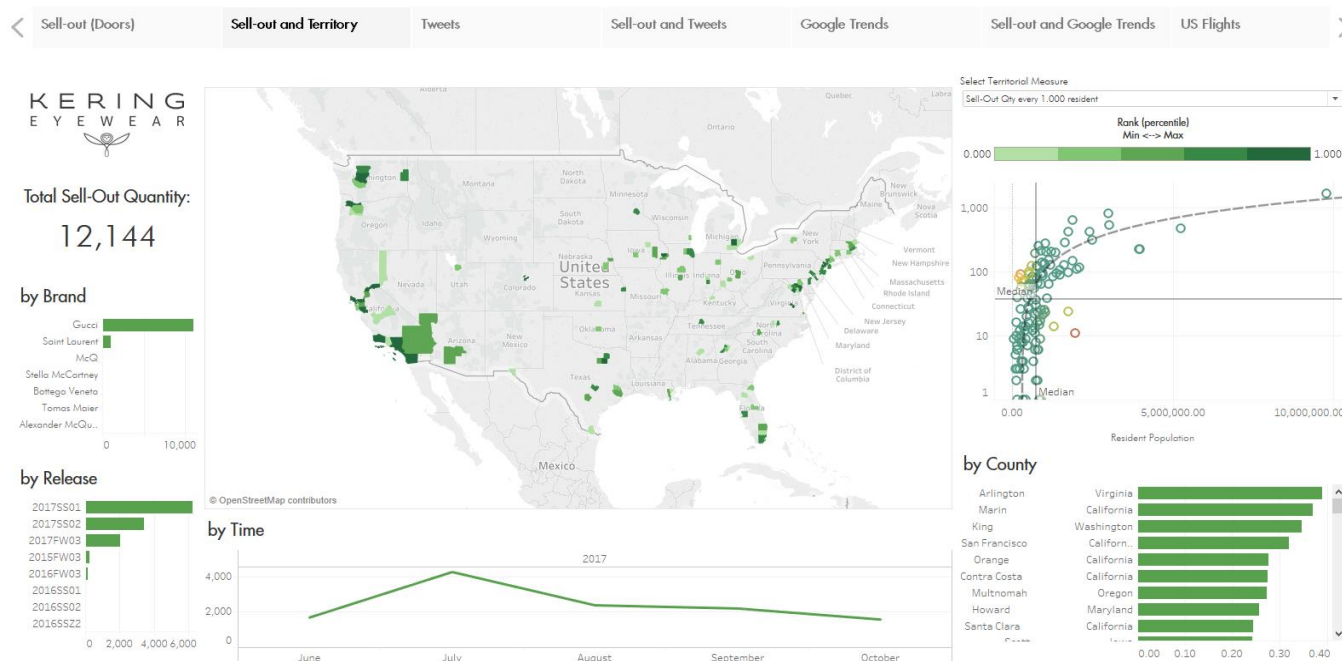 Sell-out (Doors)
Sell-out and Territory
Tweets
Sell-out and Tweets
Google Trends
Sell-out and Google Trends
US Flights
KERING
EYEWEAR
Total Sell-Out Quantity:
12,144
by Brand
Gucci
Saint Laurent
McQ
Stella McCartney
Bottega Veneta
Tomas Maier
Alexander McQu..
0 10,000
by Release
2017SS01
2017SS02
2017FW03
2015FW03
2016FW03
2016SS01
2016SS02
2016SSZ2
0 2,000 4,000 6,000
Alberta
Quebec
Labra
Ontario
New Brunswick
Nova Scotia
Maine
North Dakota
Montana
Minnesota
South Dakota
Wisconsin
Michigan
New York
Oregon
Idaho
Wyoming
Nebraska
Iowa
Pennsylvania
Ohio
Illinois
Indiana
United States
Nevada
Utah
Colorado
Kansas
Missouri
Kentucky
Virginia
California
Arizona
New Mexico
Oklahoma
Arkansas
Tennessee
North Carolina
South Carolina
Alabama
Georgia
Texas
Louisiana
Florida
Mexico
Vermont
New Hampshire
Massachusetts
Rhode Island
Connecticut
New Jersey
Delaware
Maryland
District of Columbia
© OpenStreetMap contributors
by Time
2017
4,000
2,000
0
June July August September October
Select Territorial Measure
Sell-Out Qty every 1.000 resident
Rank (percentile)
Min <--> Max
0.000 1.000
1,000
100
10
1
Median
Median
0.00 5,000,000.00 10,000,000.00
Resident Population
by County
Arlington Virginia
Marin California
King Washington
San Francisco Californ..
Orange California
Contra Costa California
Multnomah Oregon
Howard Maryland
Santa Clara California
Scott Iowa
0.00 0.10 0.20 0.30 0.40